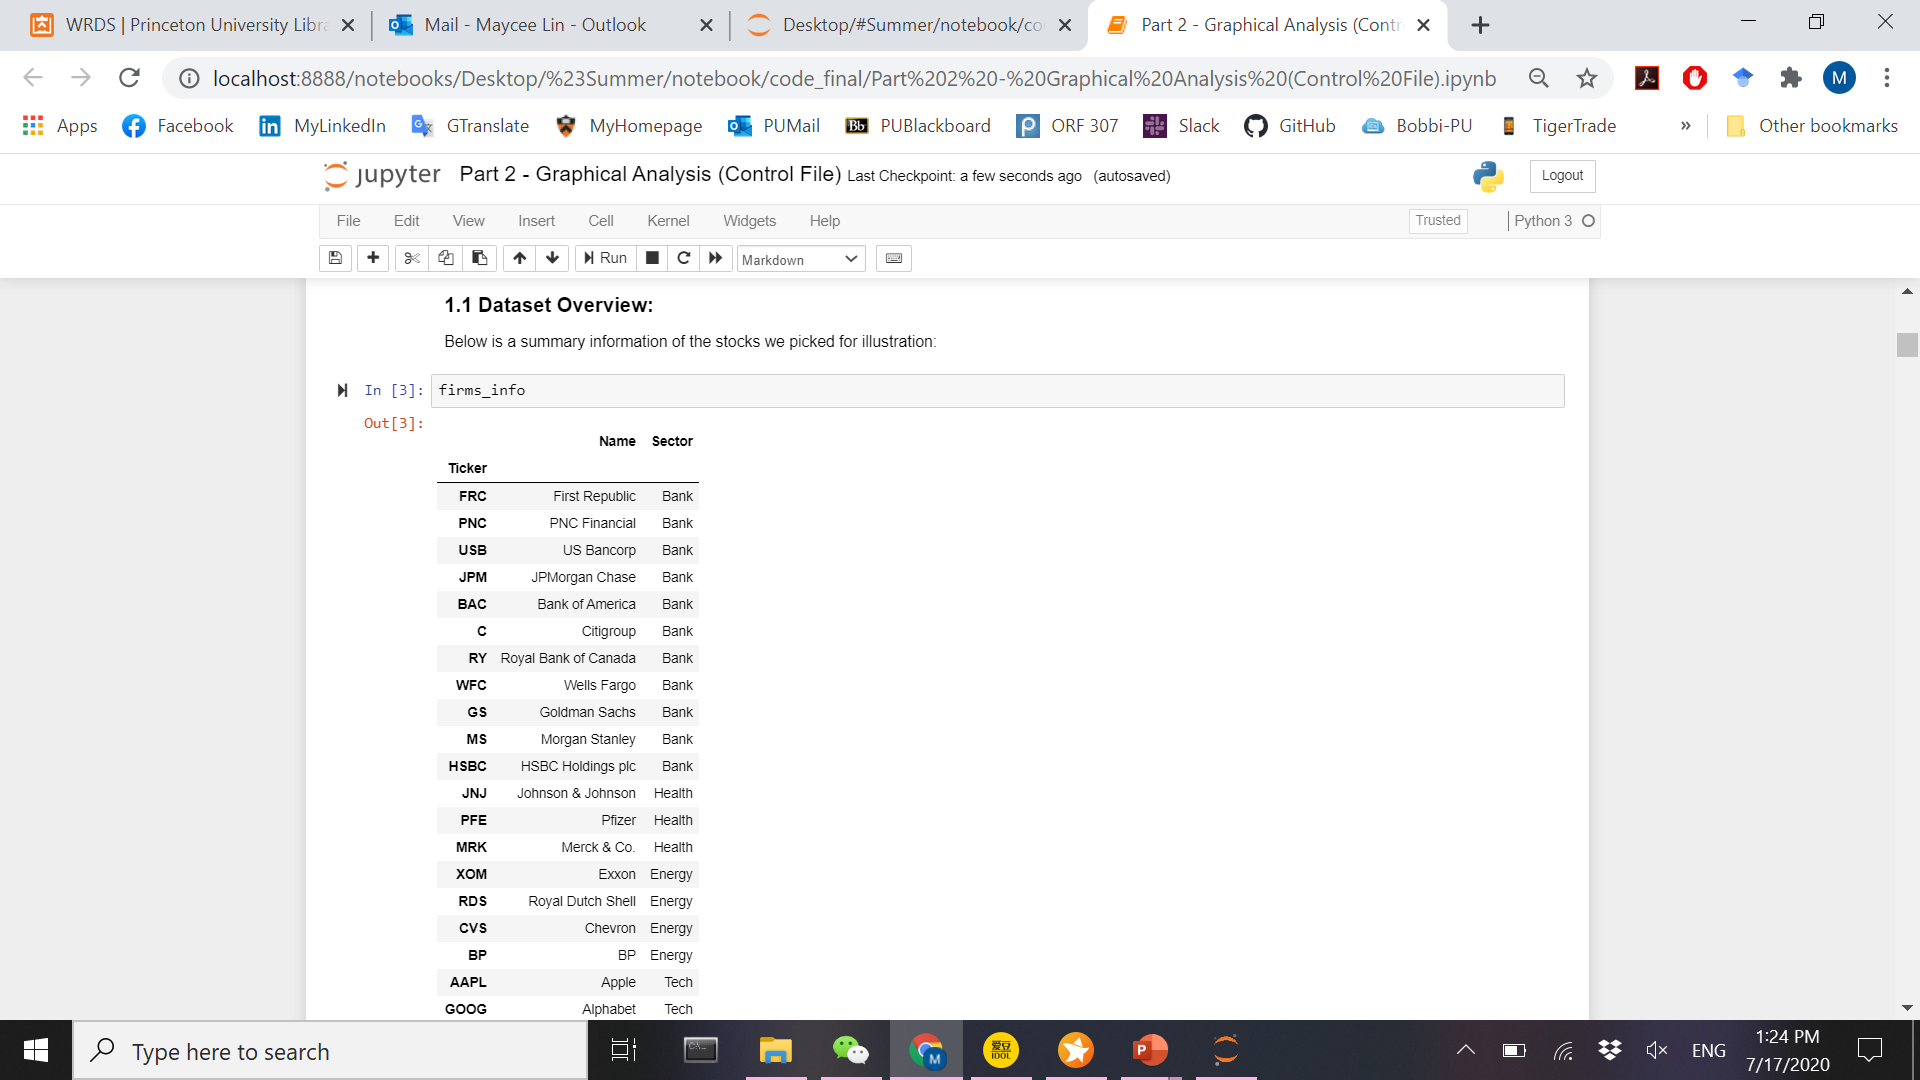 WRDS | Princeton University Libra
Mail - Maycee Lin - Outlook
Desktop/#Summer/notebook/co
Part 2 - Graphical Analysis (Contr
localhost:8888/notebooks/Desktop/%23Summer/notebook/code_final/Part%202%20-%20Graphical%20Analysis%20(Control%20File).ipynb
M
Apps
Facebook
MyLinkedIn
GTranslate
MyHomepage
PUMail
Bb
PUBlackboard
ORF 307
Slack
GitHub
Bobbi-PU
TigerTrade
»
Other bookmarks
jupyter
Part 2 - Graphical Analysis (Control File) Last Checkpoint: a few seconds ago (autosaved)
Logout
File Edit View Insert Cell Kernel Widgets Help
Trusted
Python 3
Run
Markdown
1.1 Dataset Overview:
Below is a summary information of the stocks we picked for illustration:
In [3]: firms_info
Out[3]:
Name Sector
Ticker
FRC First Republic Bank
PNC PNC Financial Bank
USB US Bancorp Bank
JPM JPMorgan Chase Bank
BAC Bank of America Bank
C Citigroup Bank
RY Royal Bank of Canada Bank
WFC Wells Fargo Bank
GS Goldman Sachs Bank
MS Morgan Stanley Bank
HSBC HSBC Holdings plc Bank
JNJ Johnson & Johnson Health
PFE Pfizer Health
MRK Merck & Co. Health
XOM Exxon Energy
RDS Royal Dutch Shell Energy
CVS Chevron Energy
BP BP Energy
AAPL Apple Tech
GOOG Alphabet Tech
Type here to search
M
爱豆
IDOL
P
ENG
1:24 PM
7/17/2020